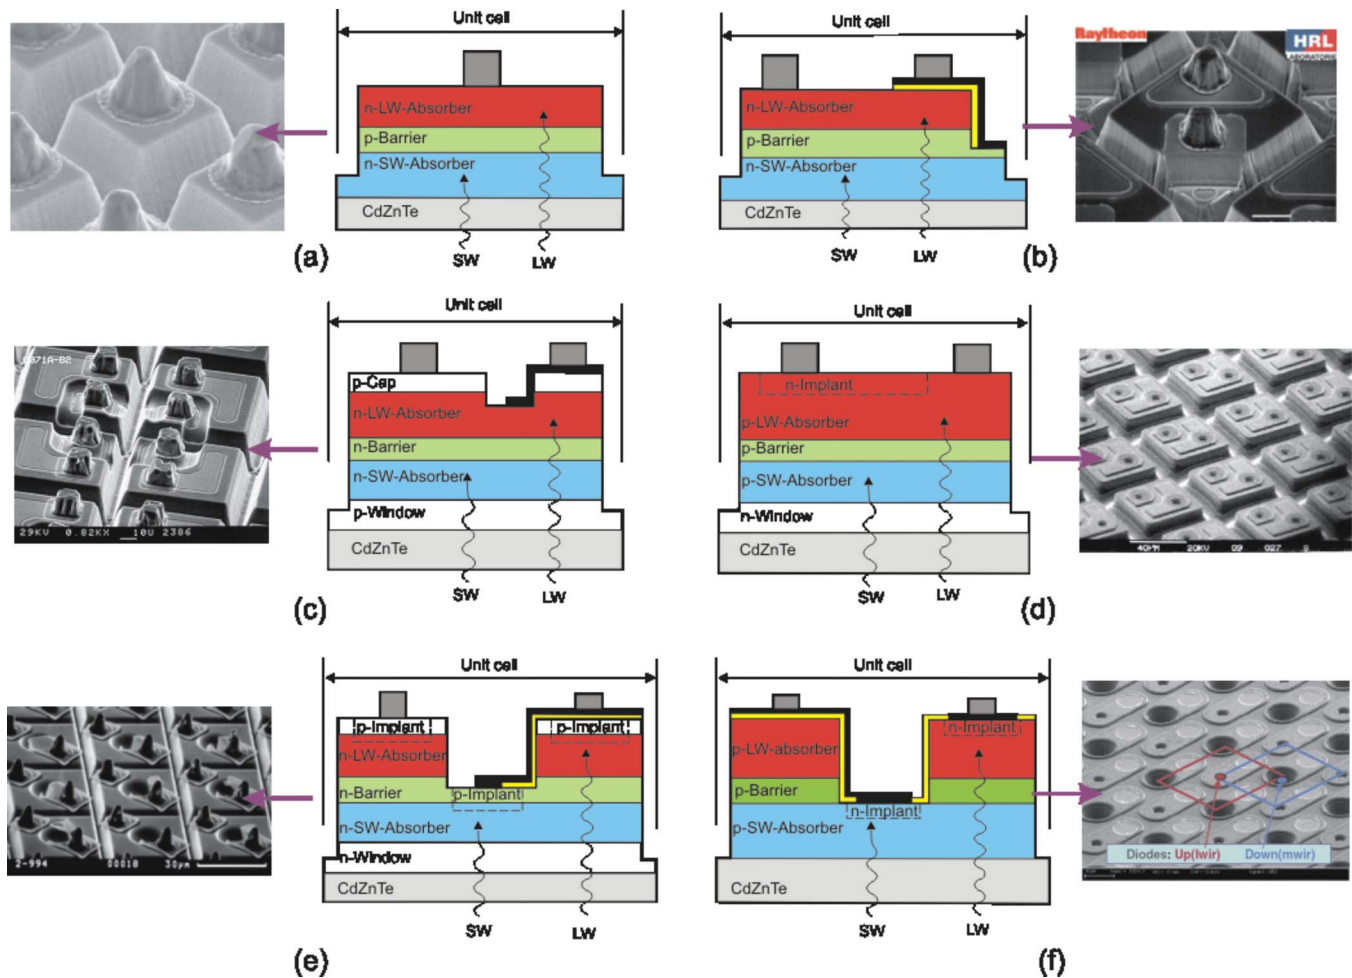 Unit cell
n-LW-Absorber
p-Barrier
n-SW-Absorber
CdZnTe
SW
LW
(a)
Unit cell
n-LW-Absorber
p-Barrier
n-SW-Absorber
CdZnTe
SW
LW
Raytheon
HRL
LABORATORIES
(b)
Unit cell
p-Cap
n-LW-Absorber
n-Barrier
n-SW-Absorber
p-Window
CdZnTe
SW
LW
29KV 0.82KX 10U 2386
(c)
Unit cell
n-Implant
p-LW-Absorber
p-Barrier
p-SW-Absorber
n-Window
CdZnTe
SW
LW
40µM 20KV 09 027 S
(d)
Unit cell
p-Implant
p-Implant
n-LW-Absorber
n-Barrier
p-Implant
n-SW-Absorber
n-Window
CdZnTe
SW
LW
2-994 00018 30µm
(e)
Unit cell
n-Implant
p-LW-absorber
p-Barrier
n-Implant
p-SW-Absorber
CdZnTe
SW
LW
Diodes: Up(lwir) Down(mwir)
(f)